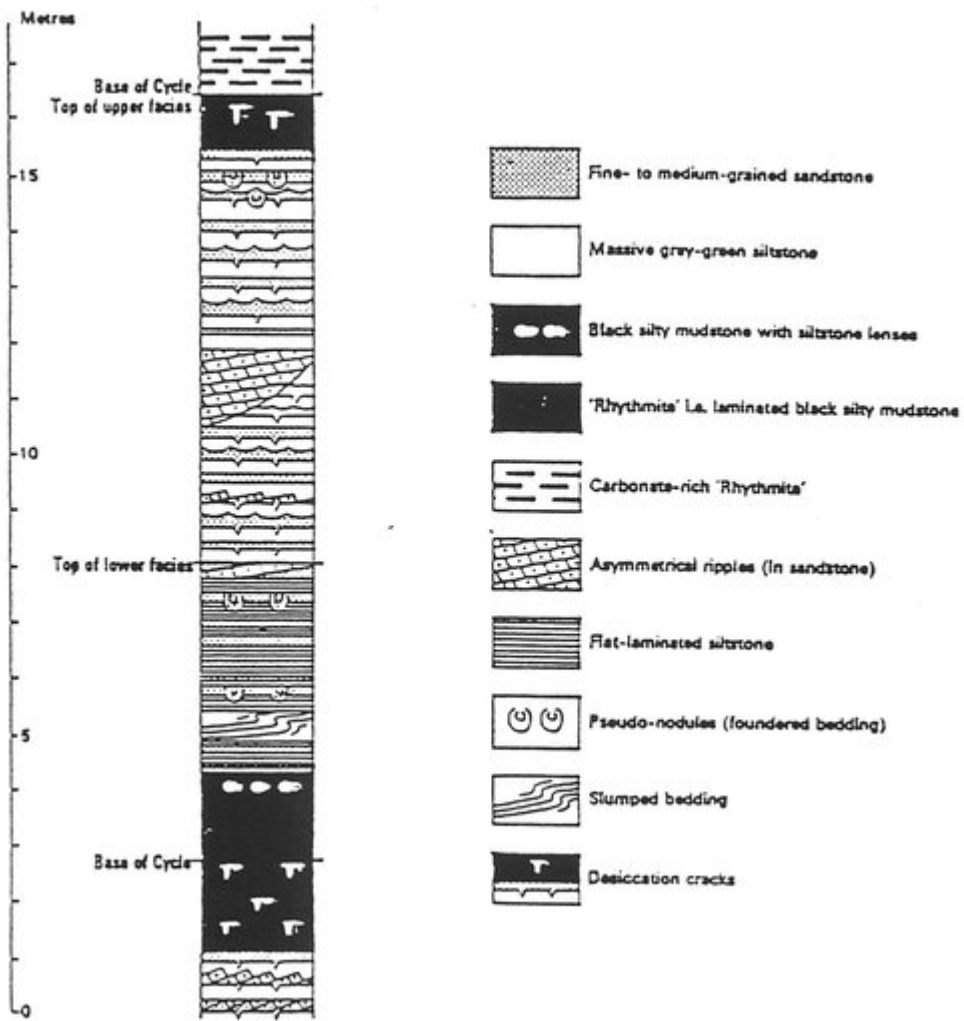 Metres
Base of Cycle
Top of upper facies
15
10
Top of lower facies
5
Base of Cycle
0
Fine- to medium-grained sandstone
Massive grey-green siltstone
Black silty mudstone with siltstone lenses
'Rhythmite' i.e. laminated black silty mudstone
Carbonate-rich 'Rhythmite'
Asymmetrical ripples (in sandstone)
Flat-laminated siltstone
Pseudo-nodules (foundered bedding)
Slumped bedding
Desiccation cracks